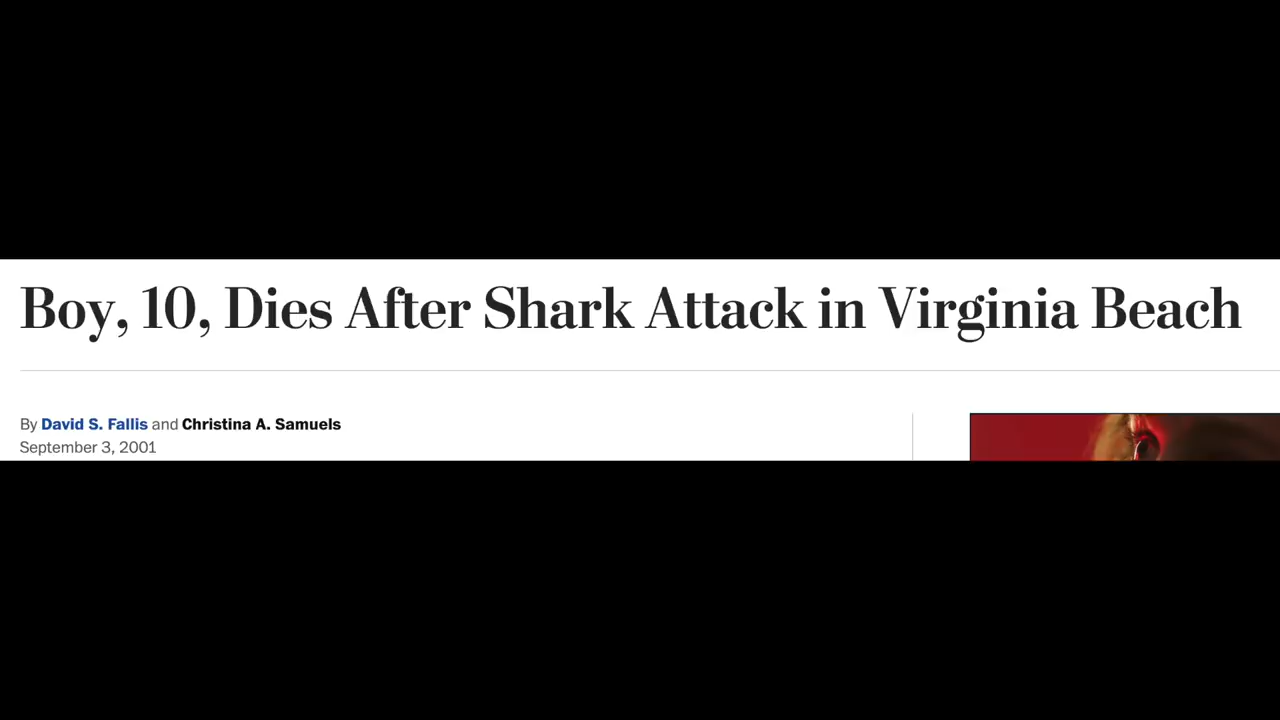 Boy, 10, Dies After Shark Attack in Virginia Beach
By David S. Fallis and Christina A. Samuels
September 3, 2001